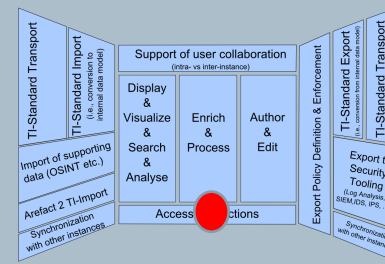 TI-Standard Transport
TI-Standard Import
(i.e., conversion to
internal data model)
Import of supporting
data (OSINT etc.)
Arefact 2 TI-Import
Synchronization
with other instances
Support of user collaboration
(intra- vs inter-instance)
Display
&
Visualize
&
Search
&
Analyse
Enrich
&
Process
Author
&
Edit
Access ctions
Export Policy Definition & Enforcement
TI-Standard Export
(i.e., conversion from internal data model)
TI-Standard Transport
Export t
Security
Tooling
(Log Analysis,
SIEM,IDS, IPS,
Synchronizati
with other instanc